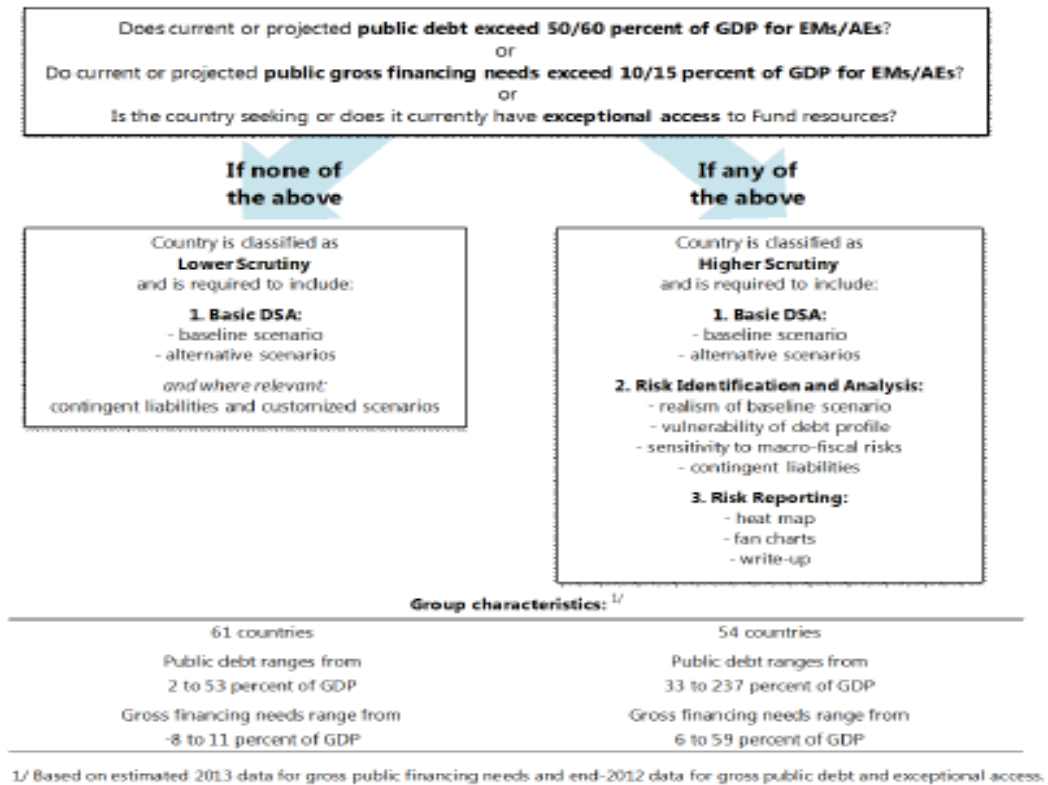 Does current or projected public debt exceed 50/60 percent of GDP for EMs/AEs?
or
Do current or projected public gross financing needs exceed 10/15 percent of GDP for EMs/AEs?
or
Is the country seeking or does it currently have exceptional access to Fund resources?
If none of
the above
If any of
the above
Country is classified as
Lower Scrutiny
and is required to include:
1. Basic DSA:
- baseline scenario
- alternative scenarios
and where relevant:
contingent liabilities and customized scenarios
Country is classified as
Higher Scrutiny
and is required to include:
1. Basic DSA:
- baseline scenario
- alternative scenarios
2. Risk Identification and Analysis:
- realism of baseline scenario
- vulnerability of debt profile
- sensitivity to macro-fiscal risks
- contingent liabilities
3. Risk Reporting:
- heat map
- fan charts
- write-up
Group characteristics: 1/
61 countries
Public debt ranges from
2 to 53 percent of GDP
Gross financing needs range from
-8 to 11 percent of GDP
54 countries
Public debt ranges from
33 to 237 percent of GDP
Gross financing needs range from
6 to 59 percent of GDP
1/ Based on estimated 2013 data for gross public financing needs and end-2012 data for gross public debt and exceptional access.